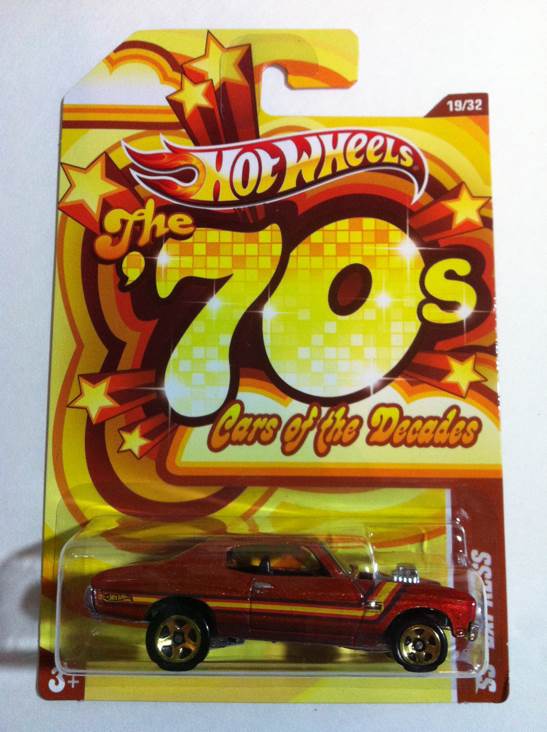 19/32
HOT WHEELS
The
'70s
Cars of the Decades
3+